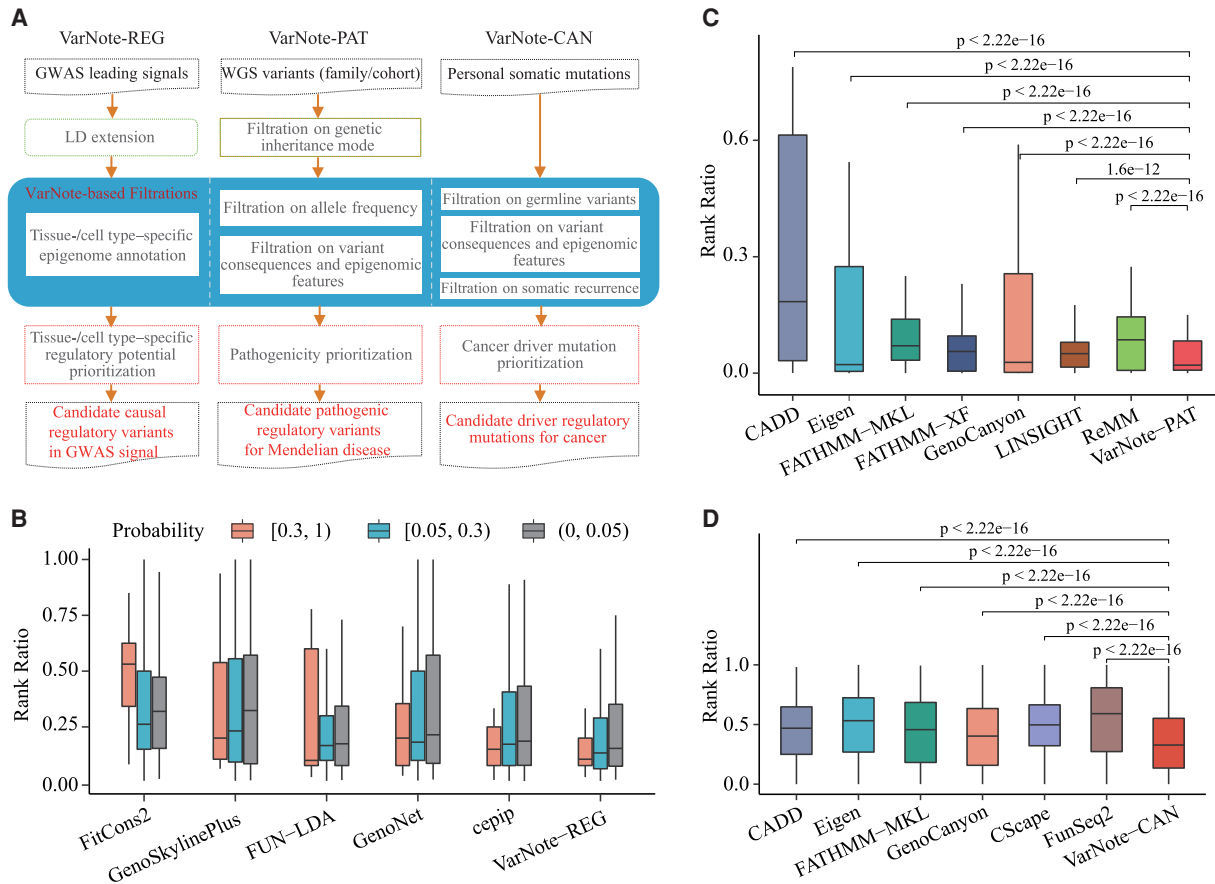 A
VarNote-REG
VarNote-PAT
VarNote-CAN
GWAS leading signals
WGS variants (family/cohort)
Personal somatic mutations
LD extension
Filtration on genetic
inheritance mode
VarNote-based Filtrations
Tissue-/cell type–specific
epigenome annotation
Filtration on allele frequency
Filtration on variant
consequences and epigenomic
features
Filtration on germline variants
Filtration on variant
consequences and epigenomic
features
Filtration on somatic recurrence
Tissue-/cell type–specific
regulatory potential
prioritization
Pathogenicity prioritization
Cancer driver mutation
prioritization
Candidate causal
regulatory variants
in GWAS signal
Candidate pathogenic
regulatory variants
for Mendelian disease
Candidate driver regulatory
mutations for cancer
B
Probability
[0.3, 1)
[0.05, 0.3)
(0, 0.05)
Rank Ratio
1.00
0.75
0.50
0.25
0.00
FitCons2
GenoSkylinePlus
FUN−LDA
GenoNet
cepip
VarNote−REG
C
p < 2.22e−16
p < 2.22e−16
p < 2.22e−16
p < 2.22e−16
p < 2.22e−16
1.6e−12
p < 2.22e−16
Rank Ratio
0.6
0.3
0.0
CADD
Eigen
FATHMM−MKL
FATHMM−XF
GenoCanyon
LINSIGHT
ReMM
VarNote−PAT
D
p < 2.22e−16
p < 2.22e−16
p < 2.22e−16
p < 2.22e−16
p < 2.22e−16
p < 2.22e−16
Rank Ratio
1.0
0.5
0.0
CADD
Eigen
FATHMM−MKL
GenoCanyon
CScape
FunSeq2
VarNote−CAN